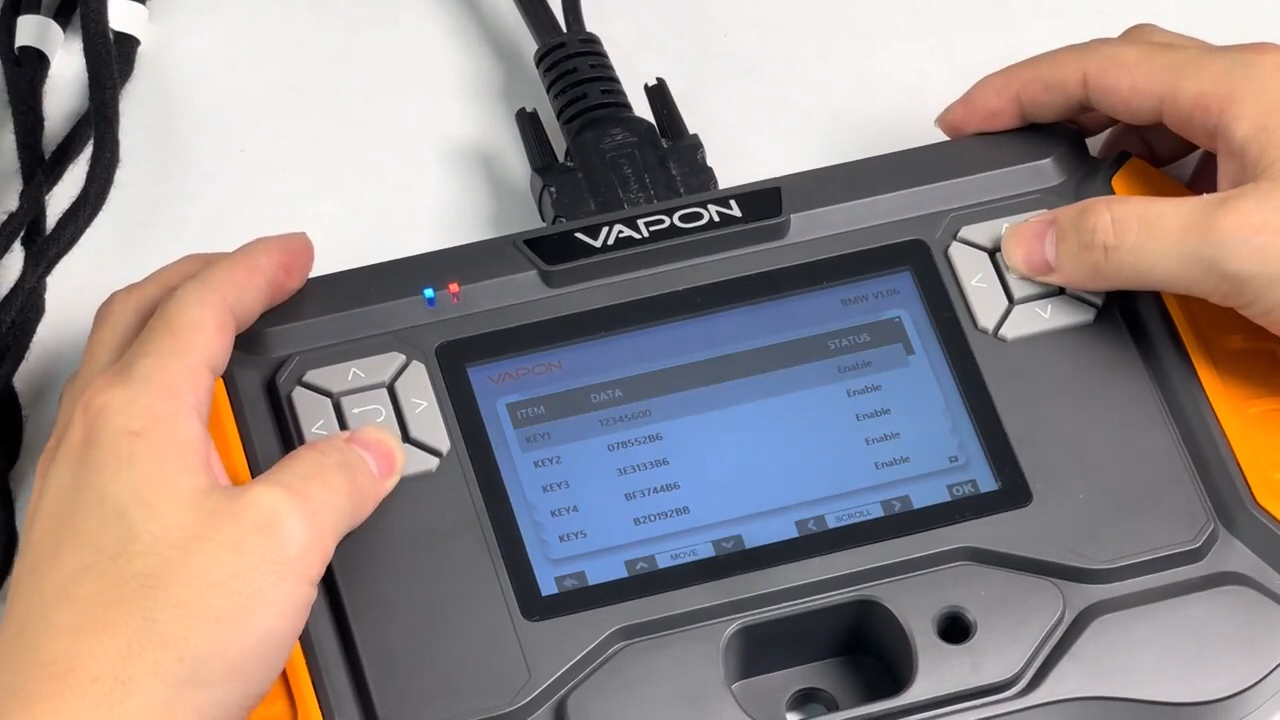 VAPON
BMW V1.06
VAPON
ITEM DATA STATUS
KEY1 12345600 Enable
KEY2 078552B6 Enable
KEY3 3E3133B6 Enable
KEY4 BF3744B6 Enable
KEY5 B2D192BB Enable
MOVE SCROLL OK